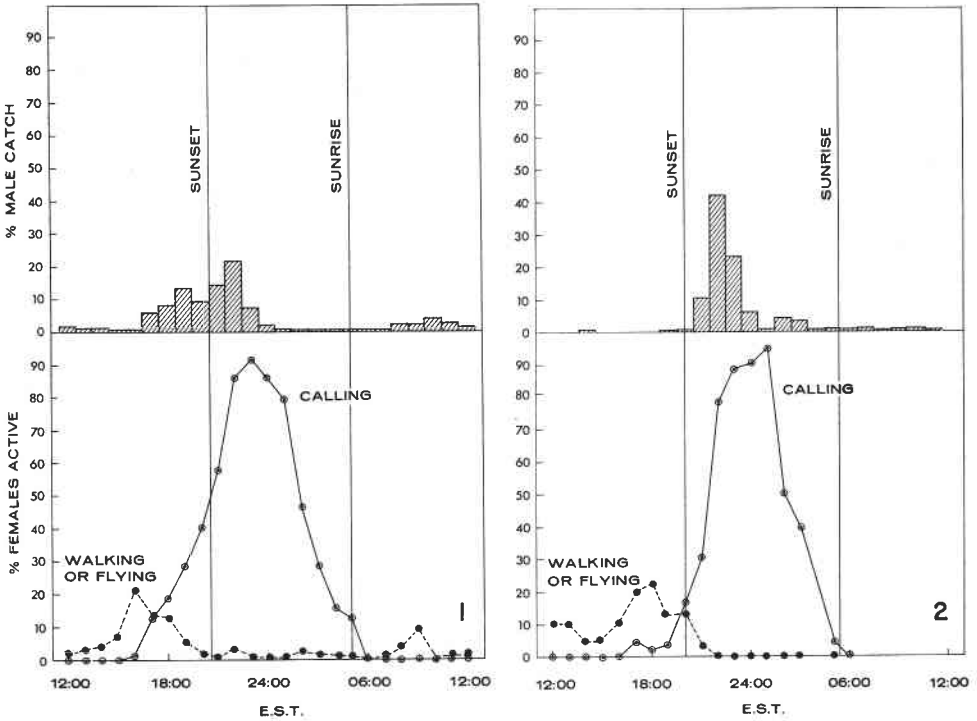 % MALE CATCH
90
80
70
60
50
40
30
20
10
0
SUNSET
SUNRISE
% FEMALES ACTIVE
90
80
70
60
50
40
30
20
10
0
CALLING
WALKING
OR FLYING
1
12:00 18:00 24:00 06:00 12:00
E.S.T.
90
80
70
60
50
40
30
20
10
0
SUNSET
SUNRISE
90
80
70
60
50
40
30
20
10
0
CALLING
WALKING
OR FLYING
2
12:00 18:00 24:00 06:00 12:00
E.S.T.